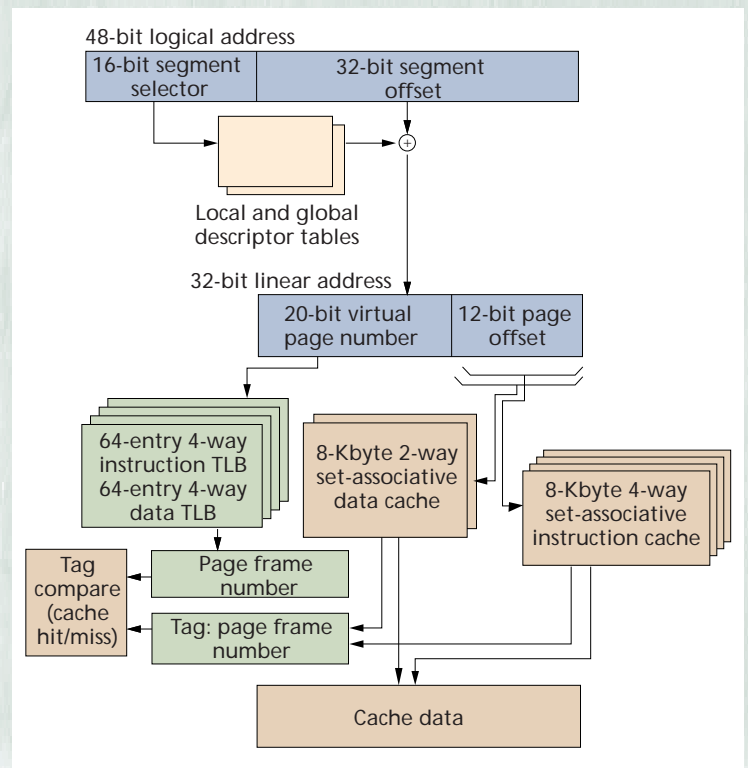 48-bit logical address
16-bit segment
selector
32-bit segment
offset
Local and global
descriptor tables
32-bit linear address
20-bit virtual
page number
12-bit page
offset
64-entry 4-way
instruction TLB
64-entry 4-way
data TLB
8-Kbyte 2-way
set-associative
data cache
8-Kbyte 4-way
set-associative
instruction cache
Tag
compare
(cache
hit/miss)
Page frame
number
Tag: page frame
number
Cache data